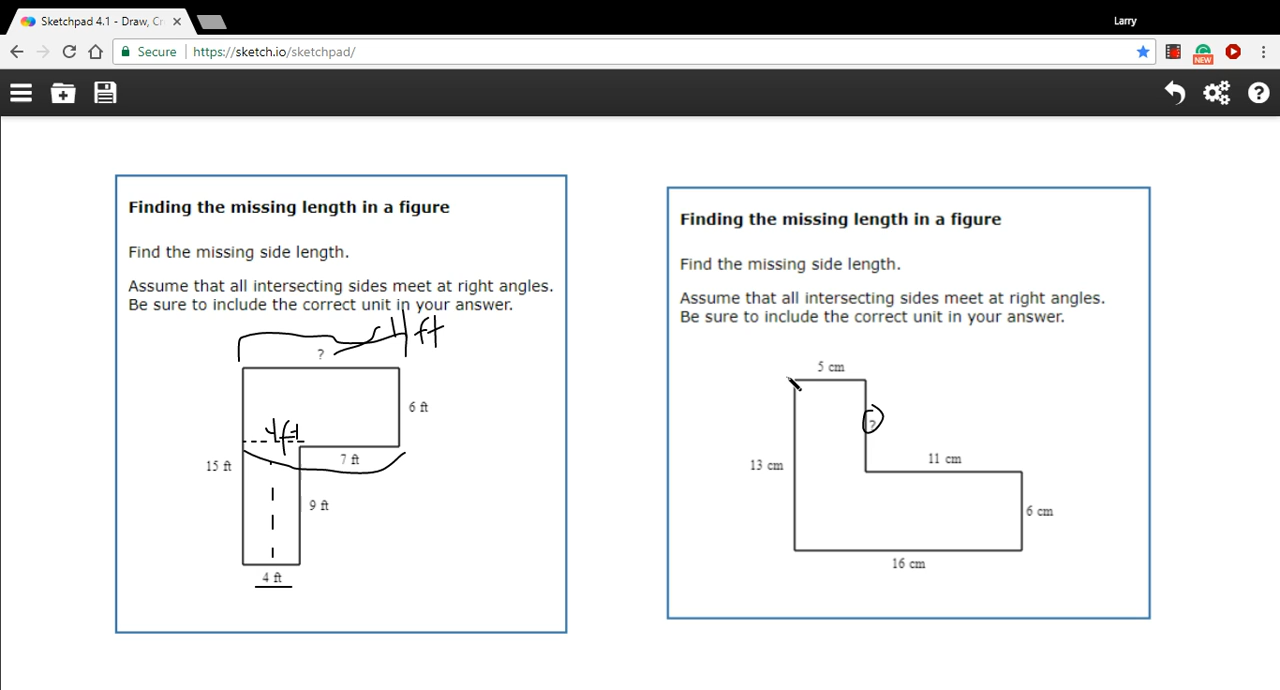 Sketchpad 4.1 - Draw, Cr
Larry
Secure
https://sketch.io/sketchpad/
NEW
Finding the missing length in a figure
Find the missing side length.
Assume that all intersecting sides meet at right angles.
Be sure to include the correct unit in your answer.
?
6 ft
4ft
15 ft
7 ft
9 ft
4 ft
Finding the missing length in a figure
Find the missing side length.
Assume that all intersecting sides meet at right angles.
Be sure to include the correct unit in your answer.
5 cm
?
13 cm
11 cm
6 cm
16 cm